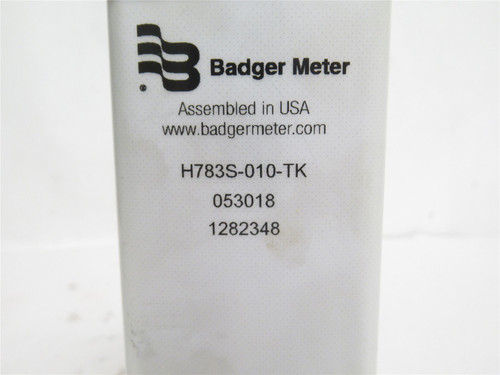 Badger Meter
®
Assembled in USA
www.badgermeter.com
H783S-010-TK
053018
1282348